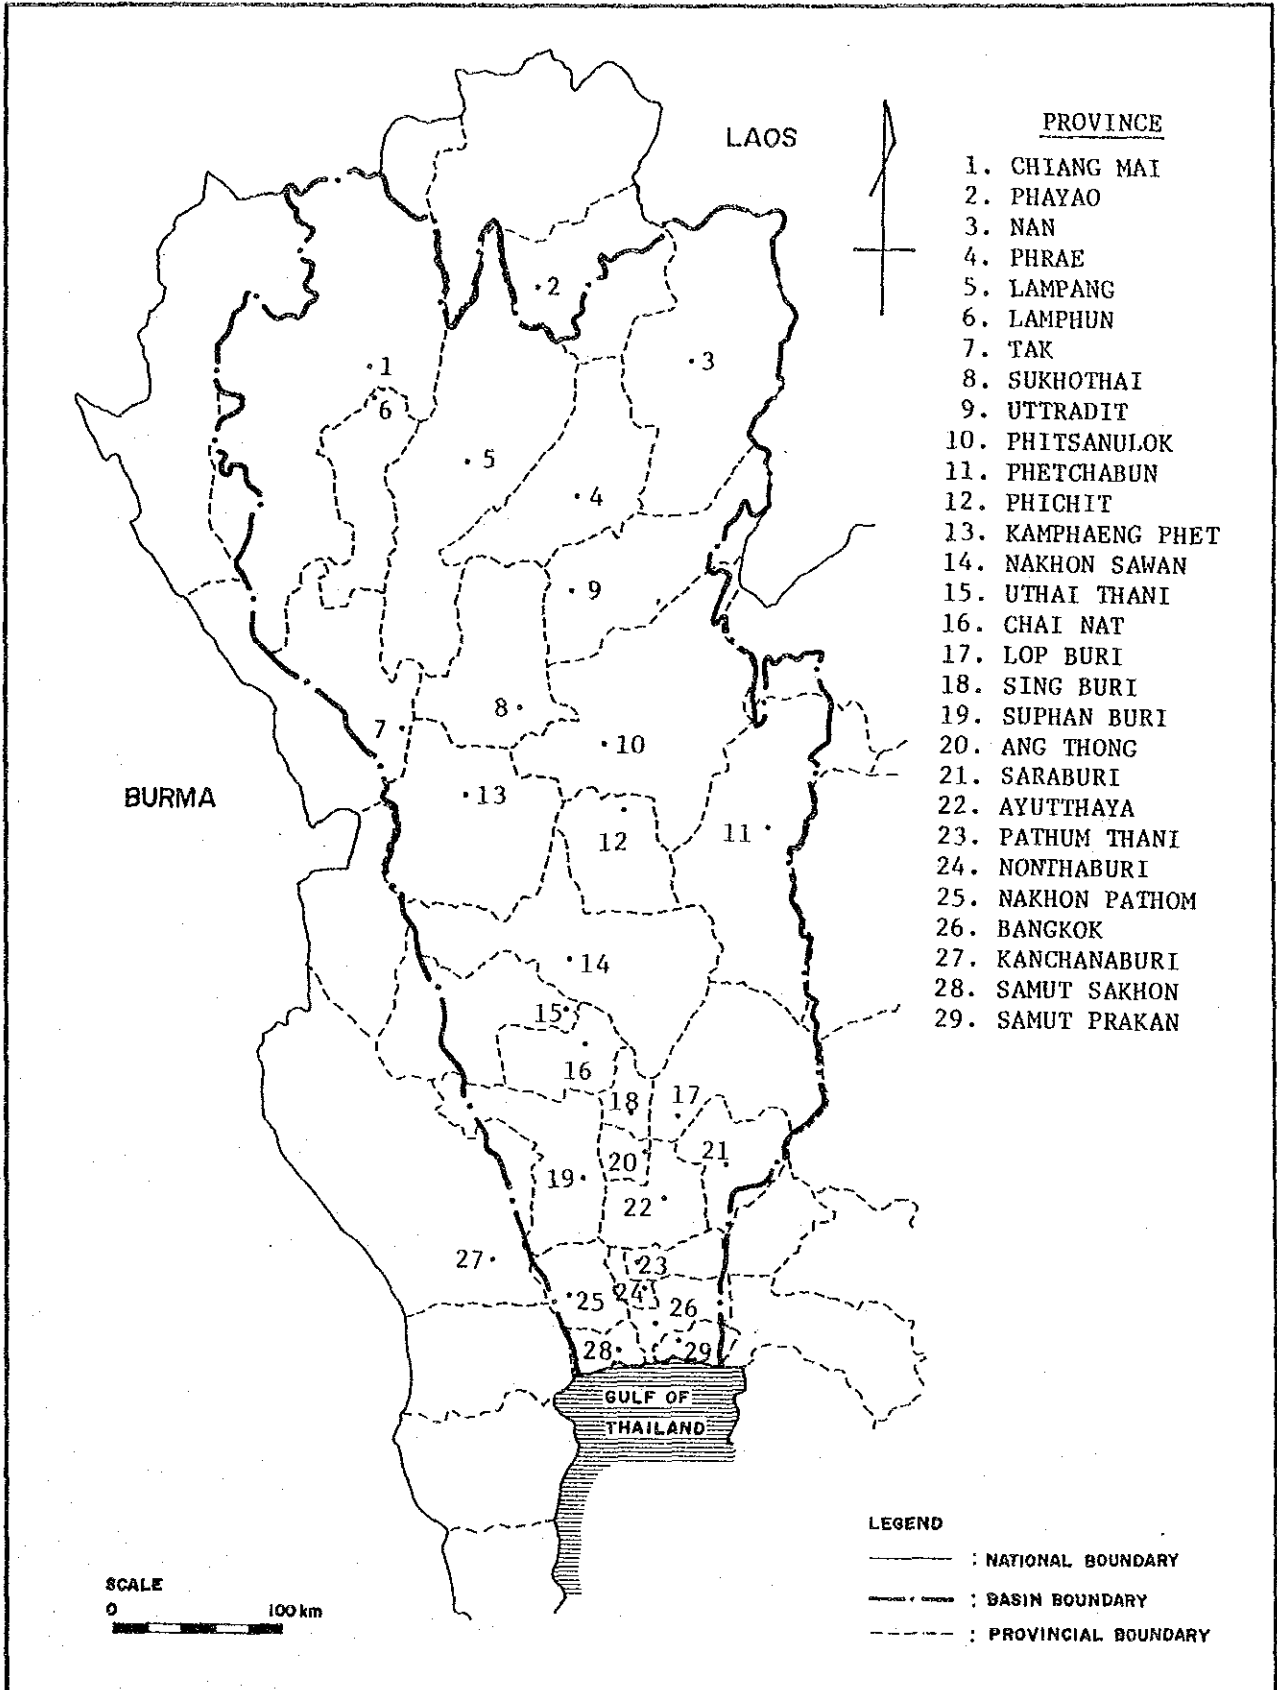 LAOS
PROVINCE
1. CHIANG MAI
2. PHAYAO
3. NAN
4. PHRAE
5. LAMPANG
6. LAMPHUN
7. TAK
8. SUKHOTHAI
9. UTTRADIT
10. PHITSANULOK
11. PHETCHABUN
12. PHICHIT
13. KAMPHAENG PHET
14. NAKHON SAWAN
15. UTHAI THANI
16. CHAI NAT
17. LOP BURI
18. SING BURI
19. SUPHAN BURI
20. ANG THONG
21. SARABURI
22. AYUTTHAYA
23. PATHUM THANI
24. NONTHABURI
25. NAKHON PATHOM
26. BANGKOK
27. KANCHANABURI
28. SAMUT SAKHON
29. SAMUT PRAKAN
2
1
3
6
5
4
9
8
7
10
BURMA
13
12
11
14
15
16
18
17
20
21
19
22
27
23
24
25
26
28
29
GULF OF
THAILAND
LEGEND
: NATIONAL BOUNDARY
: BASIN BOUNDARY
: PROVINCIAL BOUNDARY
SCALE
0 100 km